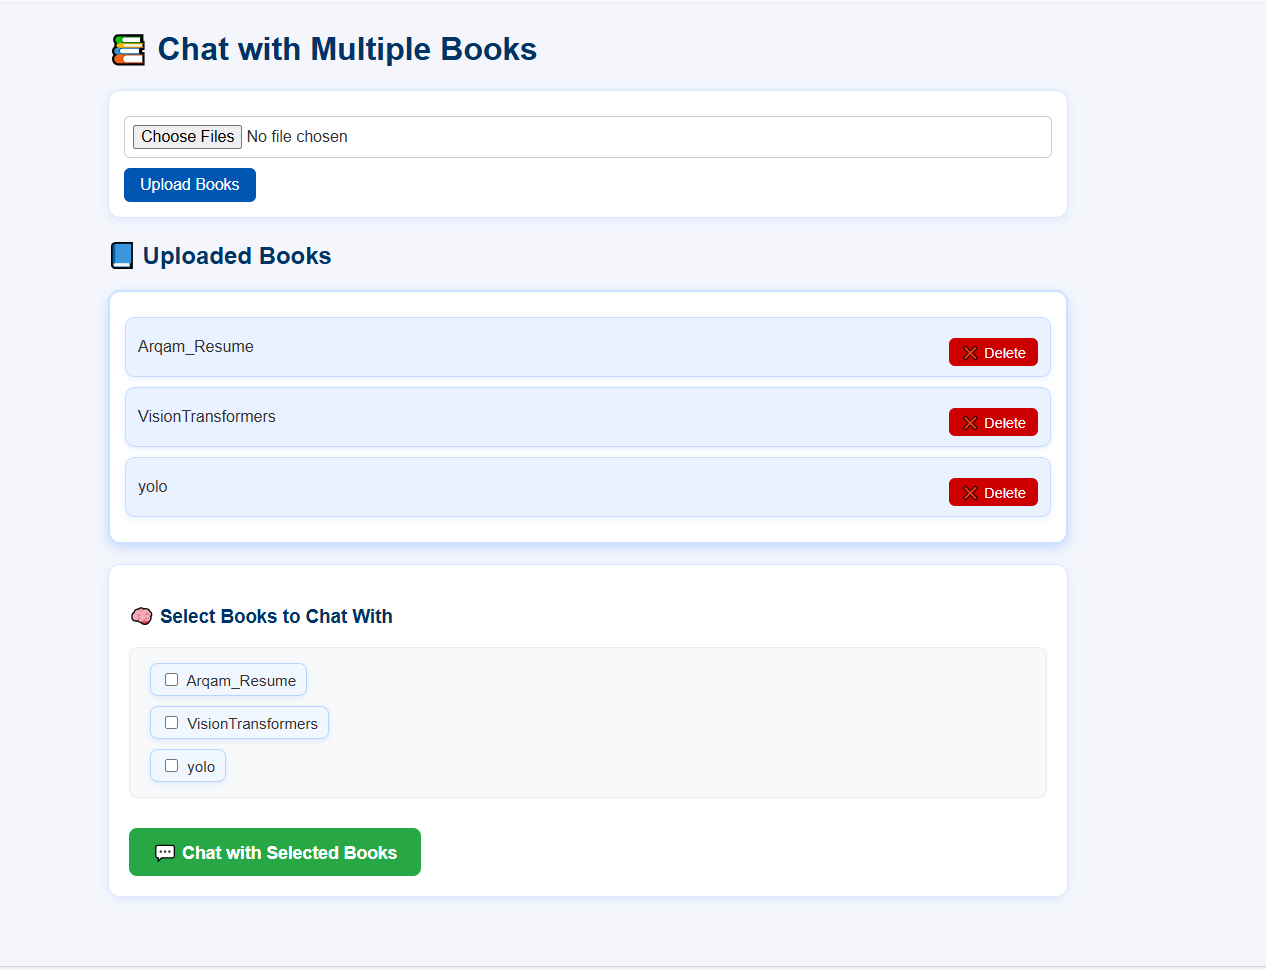 Chat with Multiple Books
Choose Files No file chosen
Upload Books
Uploaded Books
Arqam_Resume
Delete
VisionTransformers
Delete
yolo
Delete
Select Books to Chat With
Arqam_Resume
VisionTransformers
yolo
Chat with Selected Books